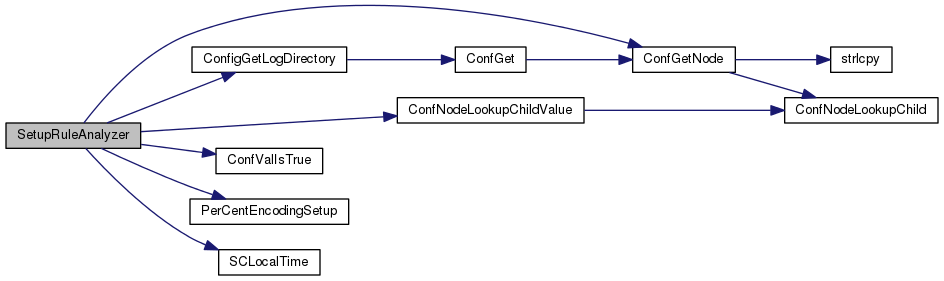 SetupRuleAnalyzer
ConfigGetLogDirectory
ConfGet
ConfGetNode
strlcpy
ConfNodeLookupChildValue
ConfNodeLookupChild
ConfValIsTrue
PerCentEncodingSetup
SCLocalTime